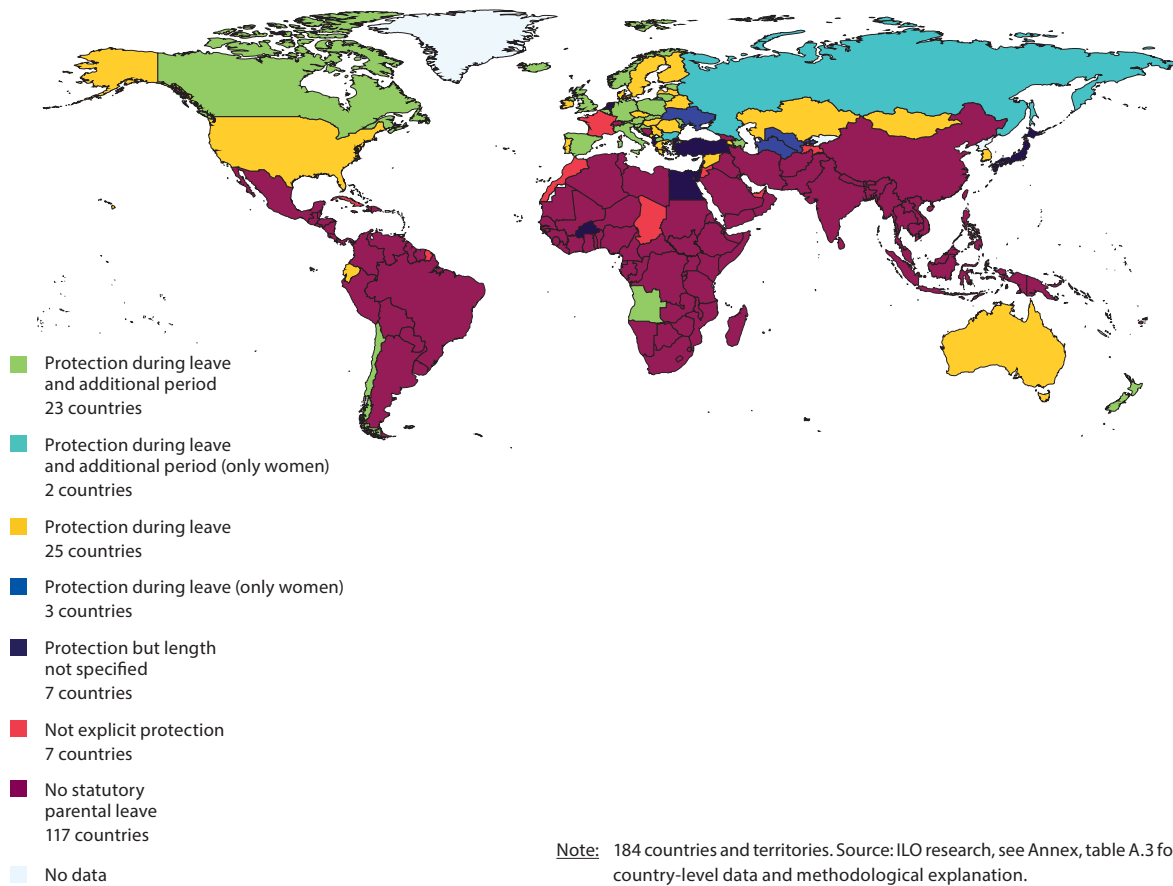 Protection during leave
and additional period
23 countries
Protection during leave
and additional period (only women)
2 countries
Protection during leave
25 countries
Protection during leave (only women)
3 countries
Protection but length
not specified
7 countries
Not explicit protection
7 countries
No statutory
parental leave
117 countries
No data
Note: 184 countries and territories. Source: ILO research, see Annex, table A.3 fo
country-level data and methodological explanation.